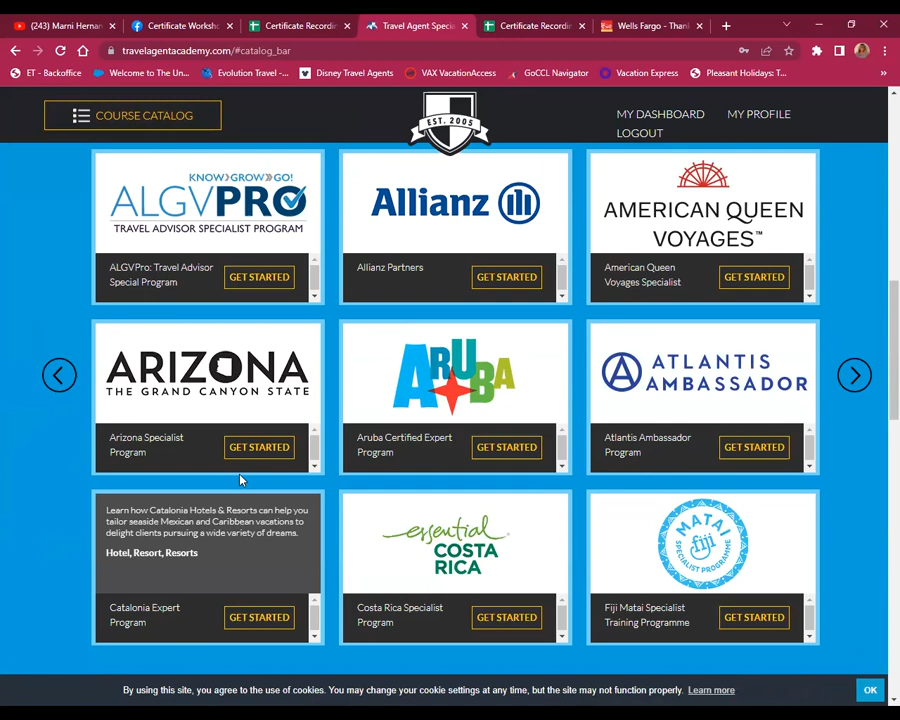 (243) Marni Hernan
Certificate Worksho
Certificate Recordin
Travel Agent Specia
Certificate Recordin
Wells Fargo - Thank
travelagentacademy.com/#catalog_bar
ET - Backoffice
Welcome to The Un...
Evolution Travel -...
Disney Travel Agents
VAX VacationAccess
GoCCL Navigator
Vacation Express
Pleasant Holidays: T...
COURSE CATALOG
EST. 2005
MY DASHBOARD
MY PROFILE
LOGOUT
KNOW>GROW>GO!
ALGVPRO
TRAVEL ADVISOR SPECIALIST PROGRAM
ALGVPro: Travel Advisor
Special Program
GET STARTED
Allianz
Allianz Partners
GET STARTED
AMERICAN QUEEN
VOYAGES™
American Queen
Voyages Specialist
GET STARTED
ARIZONA
THE GRAND CANYON STATE
Arizona Specialist
Program
GET STARTED
ARUBA
Aruba Certified Expert
Program
GET STARTED
ATLANTIS
AMBASSADOR
Atlantis Ambassador
Program
GET STARTED
Learn how Catalonia Hotels & Resorts can help you
tailor seaside Mexican and Caribbean vacations to
delight clients pursuing a wide variety of dreams.
Hotel, Resort, Resorts
Catalonia Expert
Program
GET STARTED
essential
COSTA
RICA
Costa Rica Specialist
Program
GET STARTED
MATAI
fiji
SPECIALIST PROGRAMME
Fiji Matai Specialist
Training Programme
GET STARTED
By using this site, you agree to the use of cookies. You may change your cookie settings at any time, but the site may not function properly. Learn more
OK